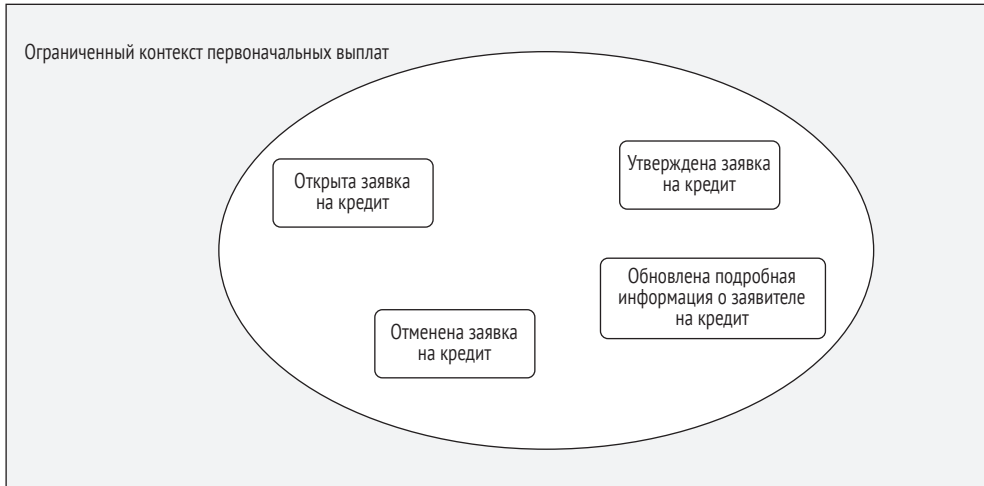 Ограниченный контекст первоначальных выплат
Открыта заявка
на кредит
Утверждена заявка
на кредит
Обновлена подробная
информация о заявителе
на кредит
Отменена заявка
на кредит